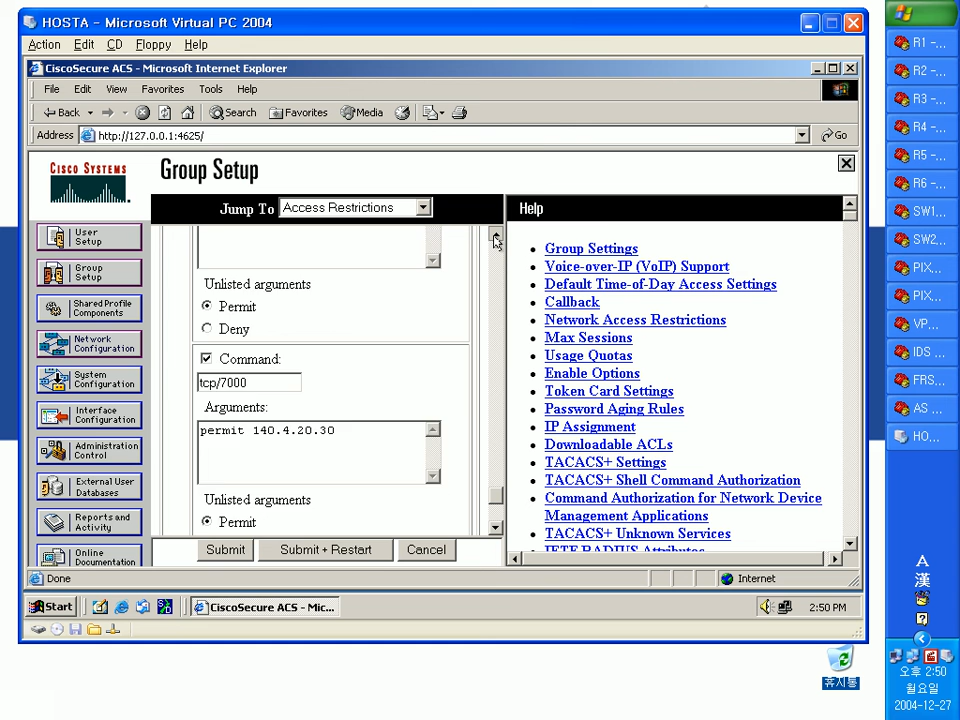 HOSTA - Microsoft Virtual PC 2004
Action Edit CD Floppy Help
CiscoSecure ACS - Microsoft Internet Explorer
File Edit View Favorites Tools Help
Back Search Favorites Media
Address http://127.0.0.1:4625/ Go
CISCO SYSTEMS
Group Setup
Jump To Access Restrictions
Help
User Setup
Group Setup
Shared Profile Components
Network Configuration
System Configuration
Interface Configuration
Administration Control
External User Databases
Reports and Activity
Online Documentation
Unlisted arguments
Permit
Deny
Command:
tcp/7000
Arguments:
permit 140.4.20.30
Unlisted arguments
Permit
Submit Submit + Restart Cancel
Group Settings
Voice-over-IP (VoIP) Support
Default Time-of-Day Access Settings
Callback
Network Access Restrictions
Max Sessions
Usage Quotas
Enable Options
Token Card Settings
Password Aging Rules
IP Assignment
Downloadable ACLs
TACACS+ Settings
TACACS+ Shell Command Authorization
Command Authorization for Network Device
Management Applications
TACACS+ Unknown Services
IETF RADIUS Attributes
Done Internet
Start CiscoSecure ACS - Mic... 2:50 PM
R1 -...
R2 -...
R3 -...
R4 -...
R5 -...
R6 -...
SW1...
SW2...
PIX...
PIX...
VP...
IDS ...
FRS...
AS ...
HO...
A
漢
휴지통
오후 2:50
월요일
2004-12-27